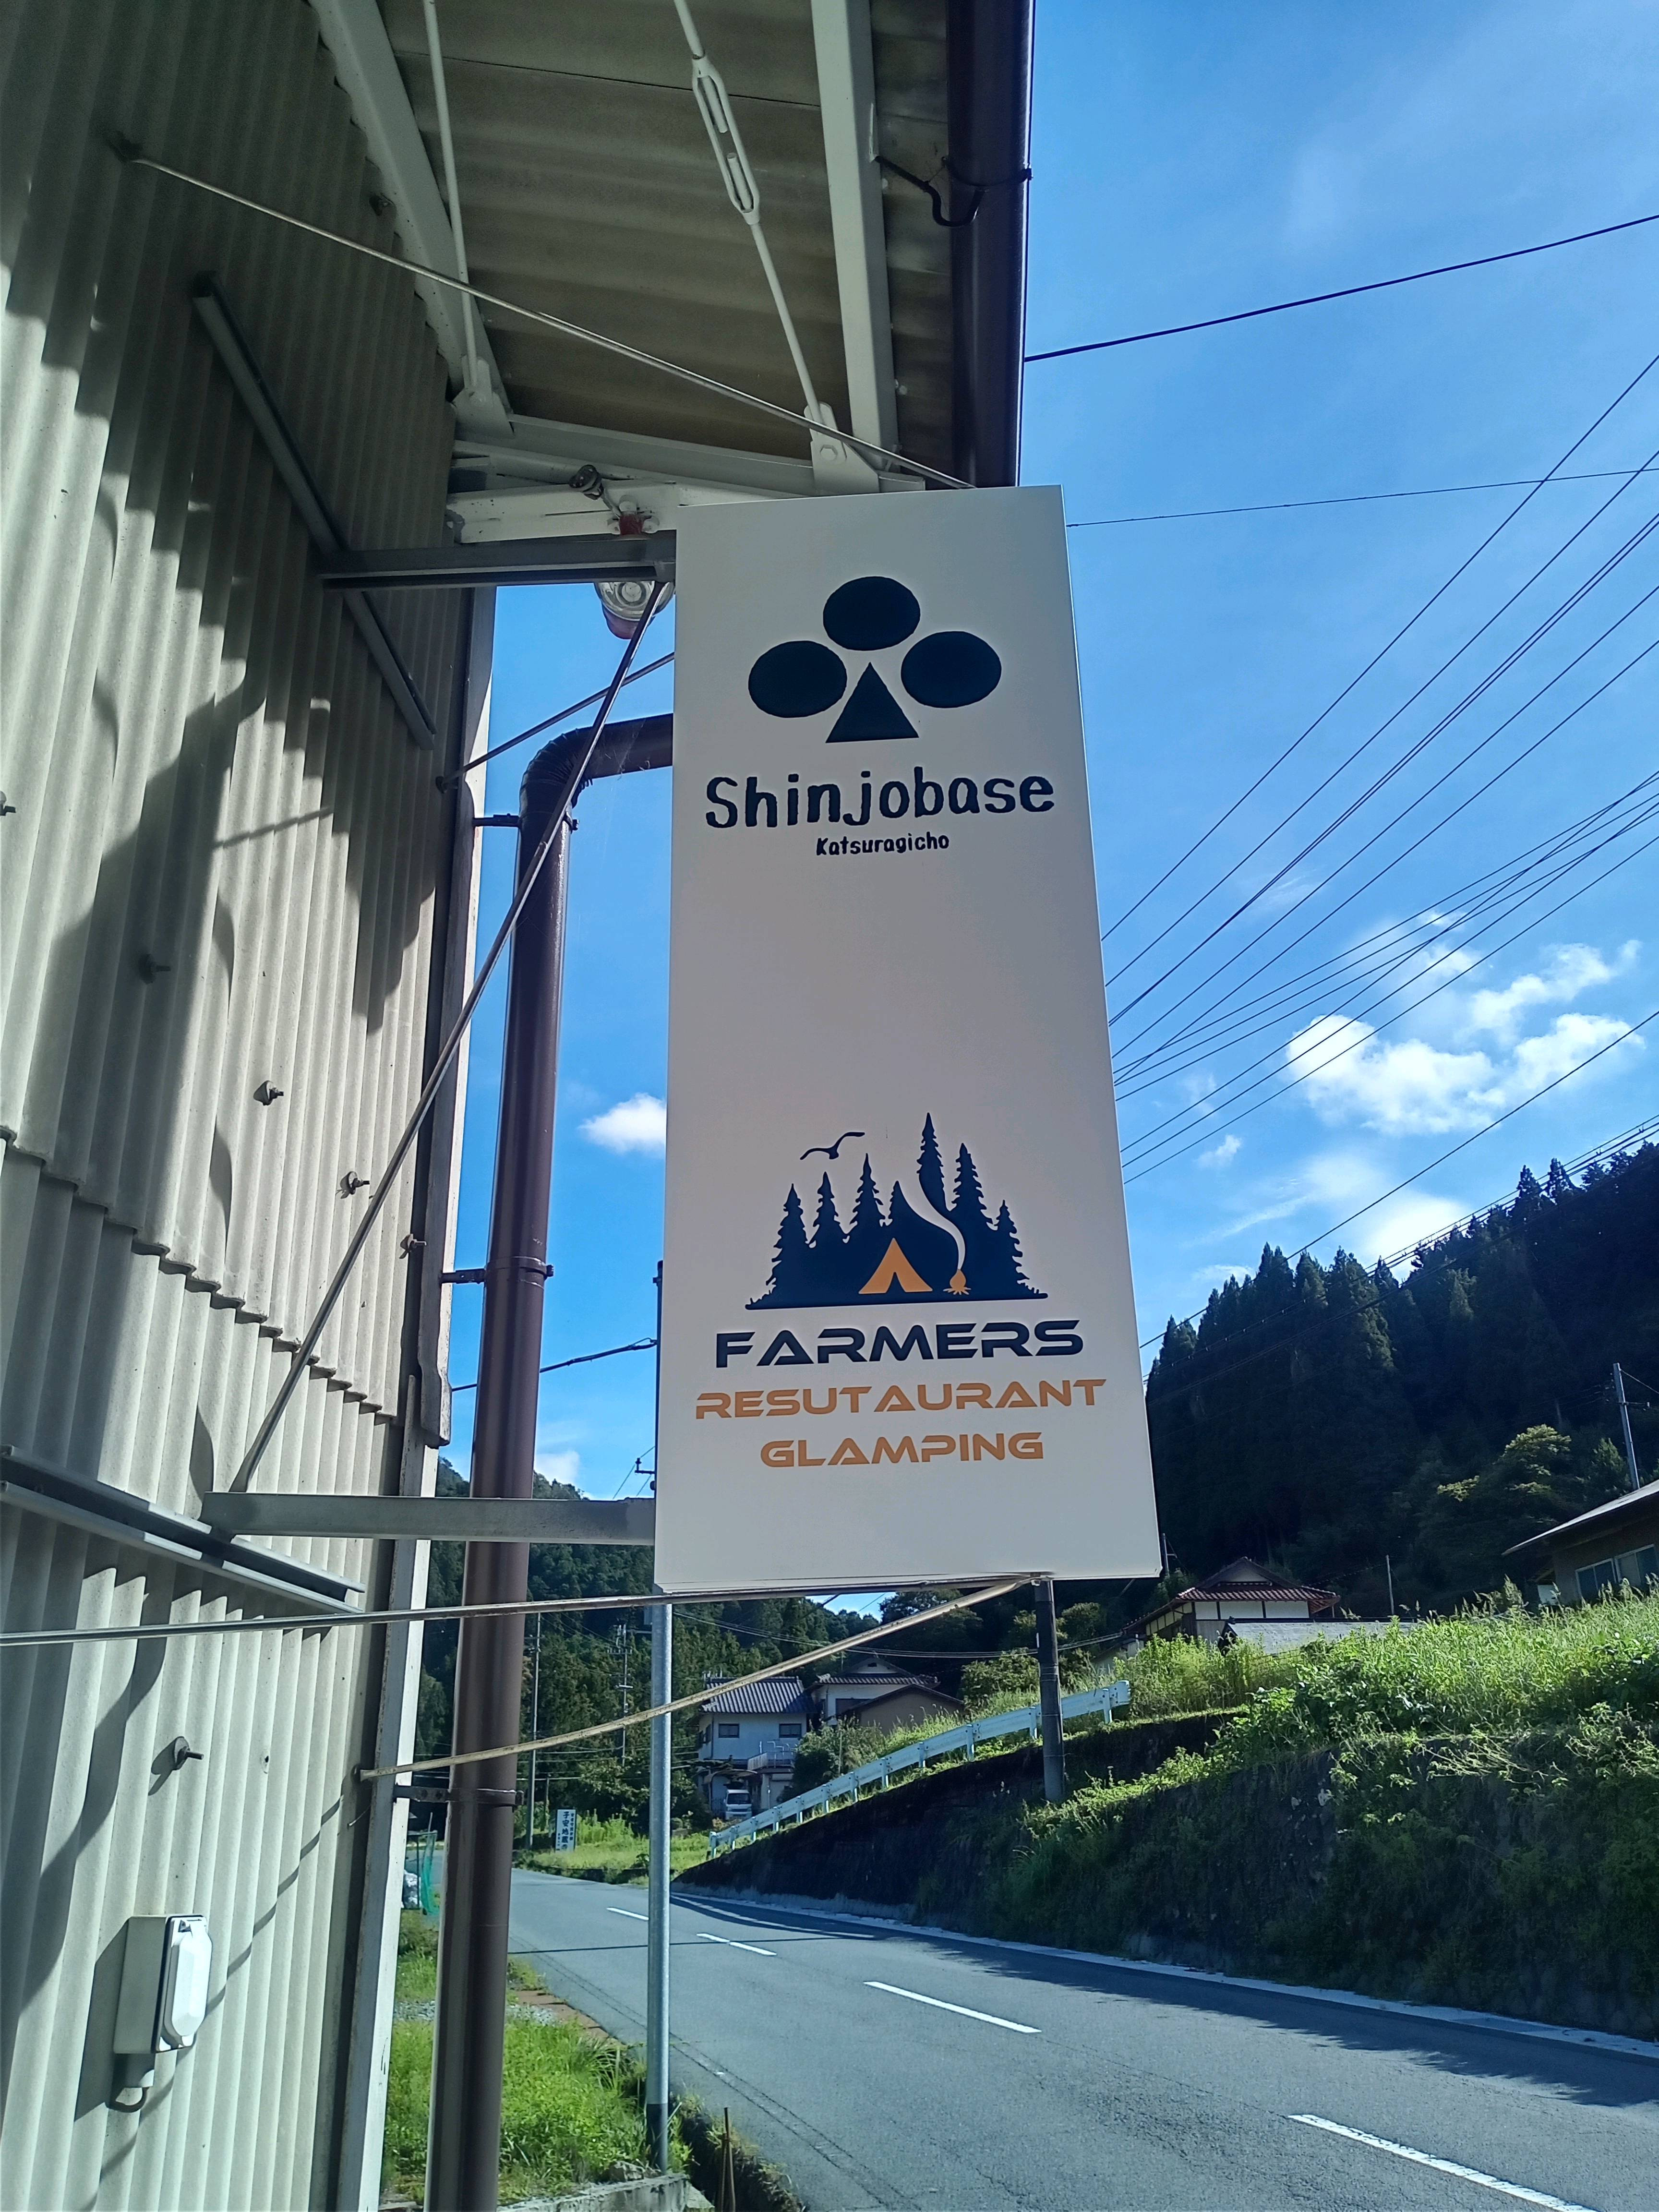 Shinjobase
Katsuragicho
FARMERS
RESUTAURANT
GLAMPING